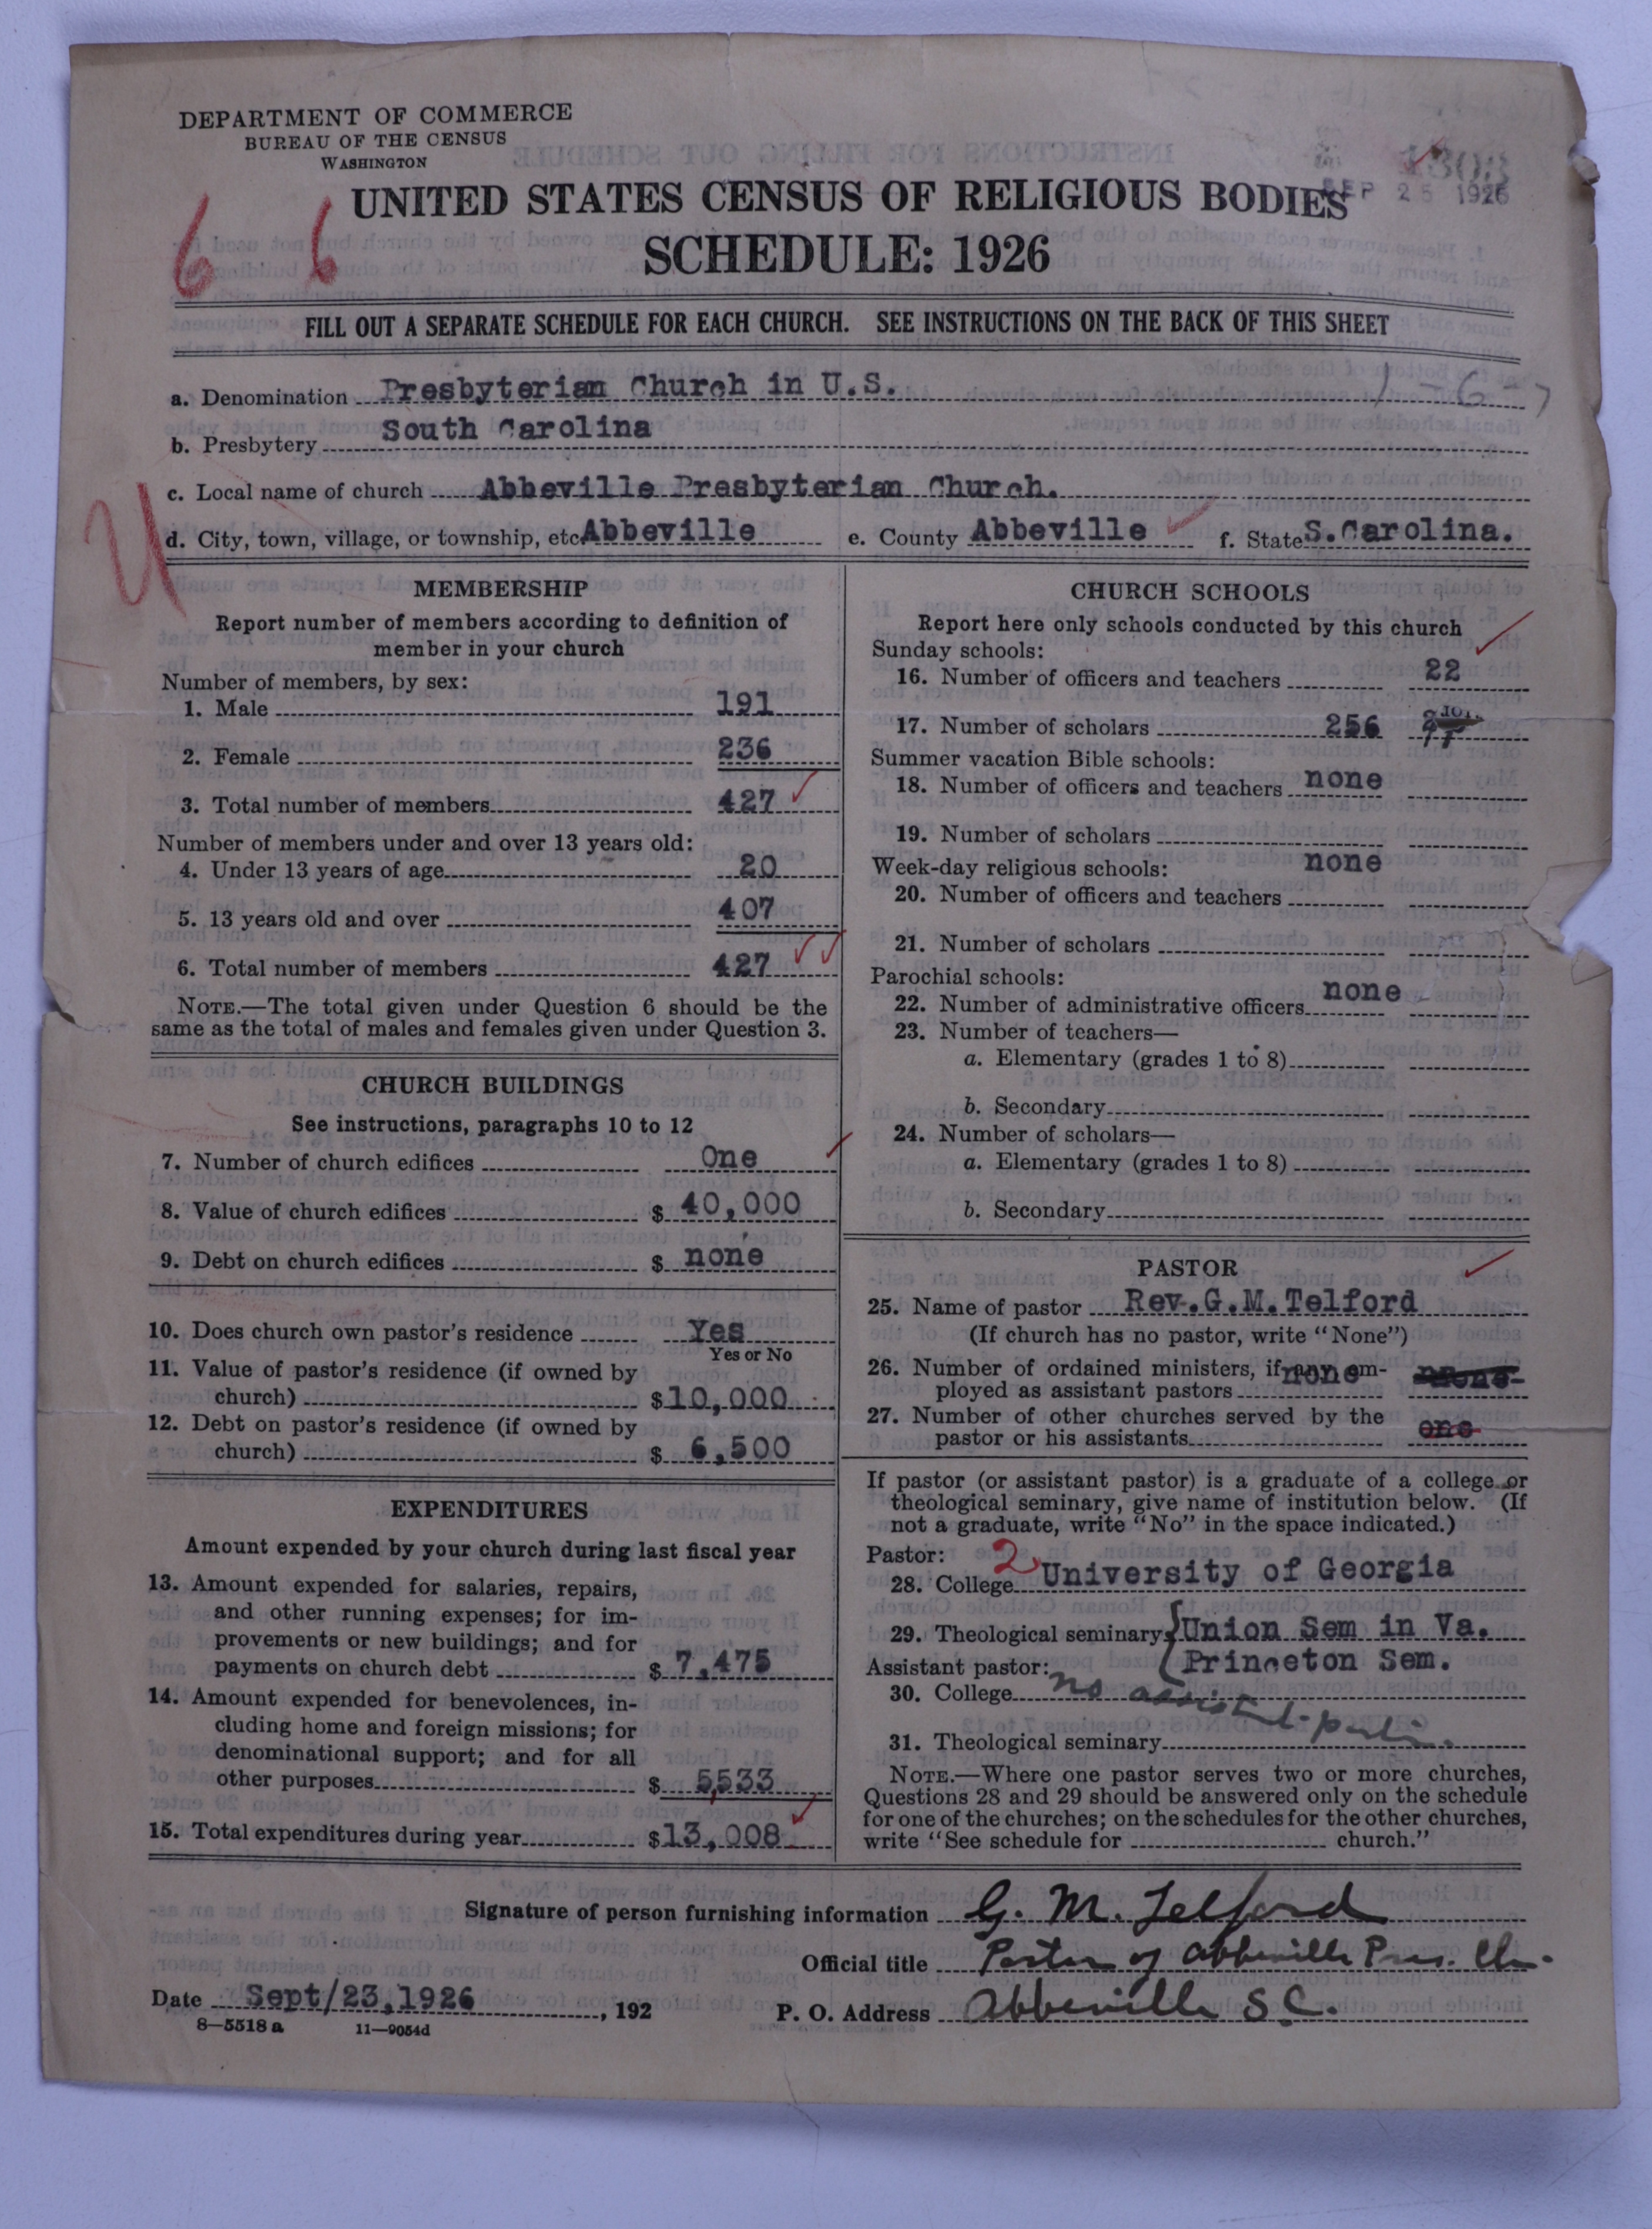 DEPARTMENT OF COMMERCE
BUREAU OF THE CENSUS
WASHINGTON
SEP 25 1926
UNITED STATES CENSUS OF RELIGIOUS BODIES
SCHEDULE: 1926
6 6
FILL OUT A SEPARATE SCHEDULE FOR EACH CHURCH. SEE INSTRUCTIONS ON THE BACK OF THIS SHEET
a. Denomination Presbyterian Church in U.S.
b. Presbytery South Carolina
c. Local name of church Abbeville Presbyterian Church.
d. City, town, village, or township, etc. Abbeville e. County Abbeville f. State S.Carolina.
MEMBERSHIP
Report number of members according to definition of
member in your church
Number of members, by sex:
1. Male 191
2. Female 236
3. Total number of members 427
Number of members under and over 13 years old:
4. Under 13 years of age 20
5. 13 years old and over 407
6. Total number of members 427
NOTE.—The total given under Question 6 should be the
same as the total of males and females given under Question 3.
CHURCH BUILDINGS
See instructions, paragraphs 10 to 12
7. Number of church edifices One
8. Value of church edifices $ 40,000
9. Debt on church edifices $ none
10. Does church own pastor's residence Yes
Yes or No
11. Value of pastor's residence (if owned by
church) $10,000
12. Debt on pastor's residence (if owned by
church) $ 6,500
EXPENDITURES
Amount expended by your church during last fiscal year
13. Amount expended for salaries, repairs,
and other running expenses; for im-
provements or new buildings; and for
payments on church debt $ 7,475
14. Amount expended for benevolences, in-
cluding home and foreign missions; for
denominational support; and for all
other purposes $ 5,533
15. Total expenditures during year $13,008
CHURCH SCHOOLS
Report here only schools conducted by this church
Sunday schools:
16. Number of officers and teachers 22
17. Number of scholars 256
Summer vacation Bible schools:
18. Number of officers and teachers none
19. Number of scholars
Week-day religious schools: none
20. Number of officers and teachers
21. Number of scholars
Parochial schools:
22. Number of administrative officers none
23. Number of teachers—
a. Elementary (grades 1 to 8)
b. Secondary
24. Number of scholars—
a. Elementary (grades 1 to 8)
b. Secondary
PASTOR
25. Name of pastor Rev.G.M.Telford
(If church has no pastor, write "None")
26. Number of ordained ministers, if any em- none
ployed as assistant pastors
27. Number of other churches served by the
pastor or his assistants one
If pastor (or assistant pastor) is a graduate of a college or
theological seminary, give name of institution below. (If
not a graduate, write "No" in the space indicated.)
Pastor: 2
28. College University of Georgia
29. Theological seminary { Union Sem in Va.
Assistant pastor: Princeton Sem.
30. College no assistant-pastor
31. Theological seminary
NOTE.—Where one pastor serves two or more churches,
Questions 28 and 29 should be answered only on the schedule
for one of the churches; on the schedules for the other churches,
write "See schedule for church."
Signature of person furnishing information G. M. Telford
Official title Pastor of Abbeville Pres. Ch.
Date Sept/23,1926, 192 P. O. Address Abbeville S.C.
8—5518 a 11—9054d